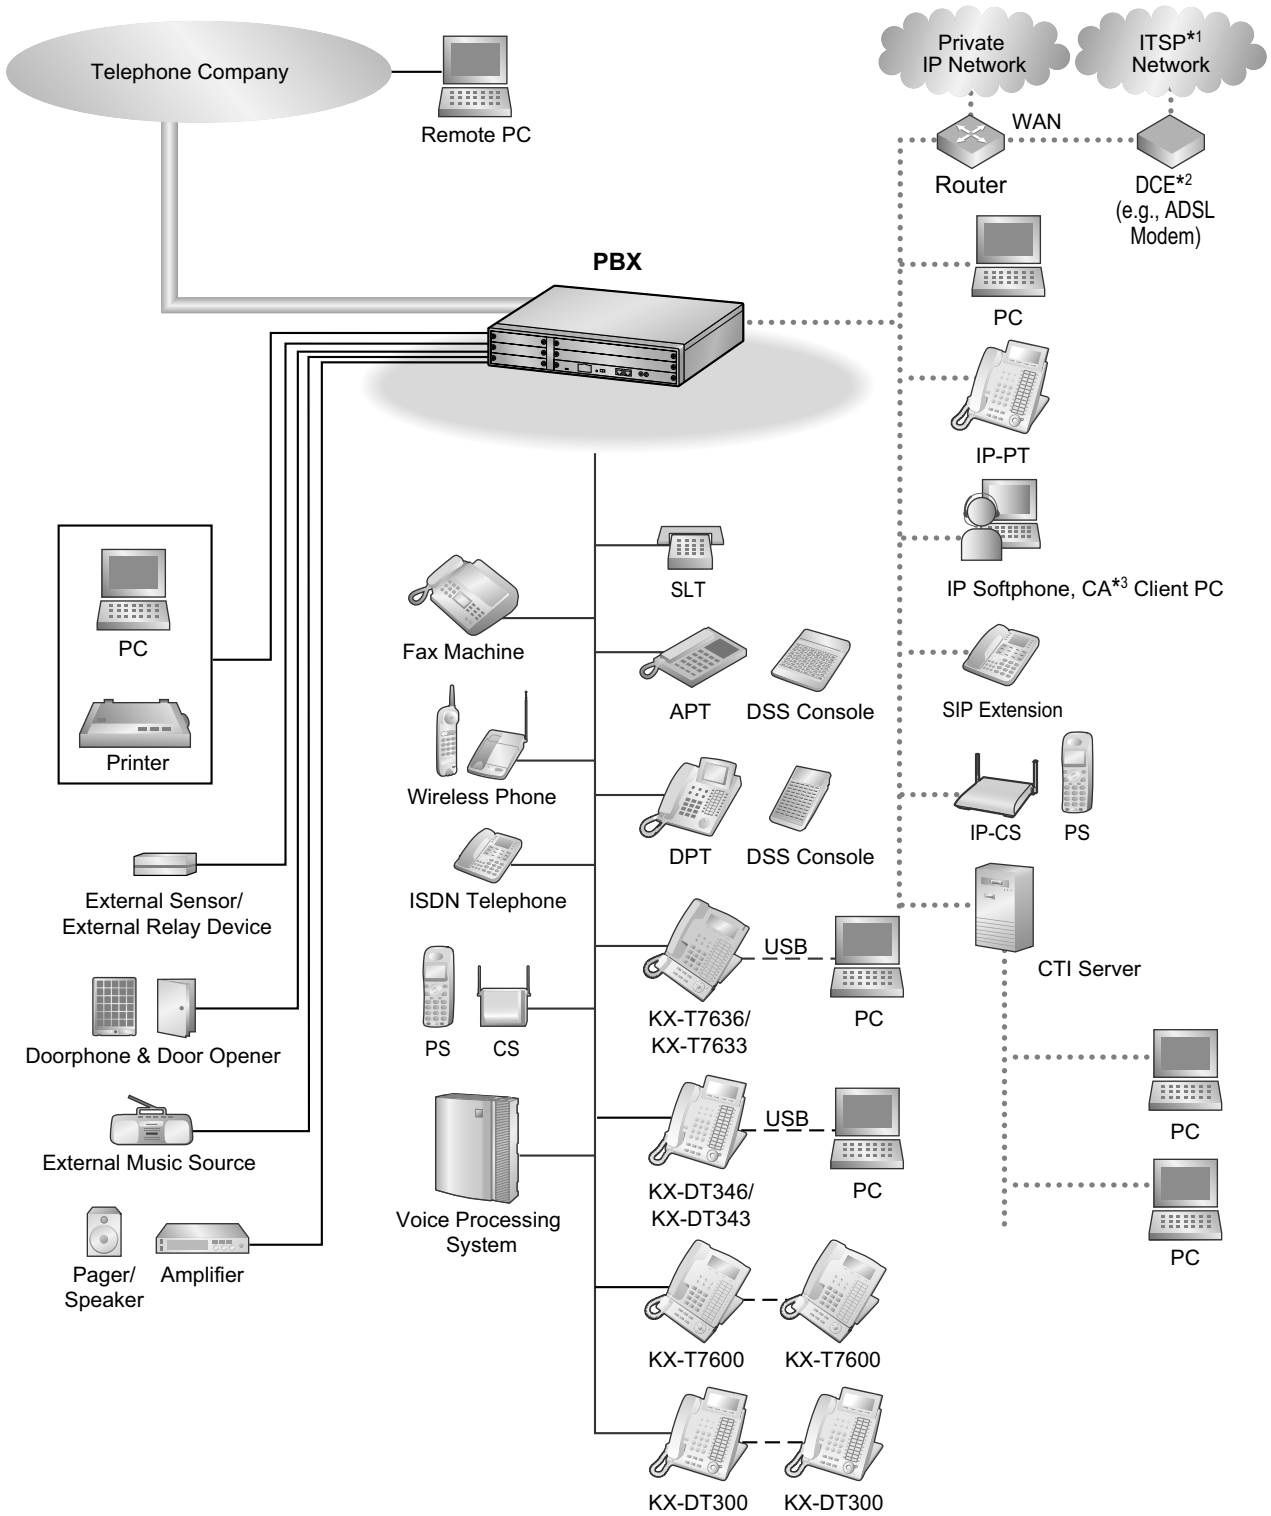 Telephone Company
Remote PC
Private
IP Network
ITSP*1
Network
WAN
Router
DCE*2
(e.g., ADSL
Modem)
PBX
PC
IP-PT
IP Softphone, CA*3 Client PC
SIP Extension
IP-CS
PS
CTI Server
PC
PC
PC
Printer
External Sensor/
External Relay Device
Doorphone & Door Opener
External Music Source
Pager/
Speaker
Amplifier
Fax Machine
Wireless Phone
ISDN Telephone
PS
CS
Voice Processing
System
SLT
APT
DSS Console
DPT
DSS Console
USB
KX-T7636/
KX-T7633
PC
USB
KX-DT346/
KX-DT343
PC
KX-T7600
KX-T7600
KX-DT300
KX-DT300